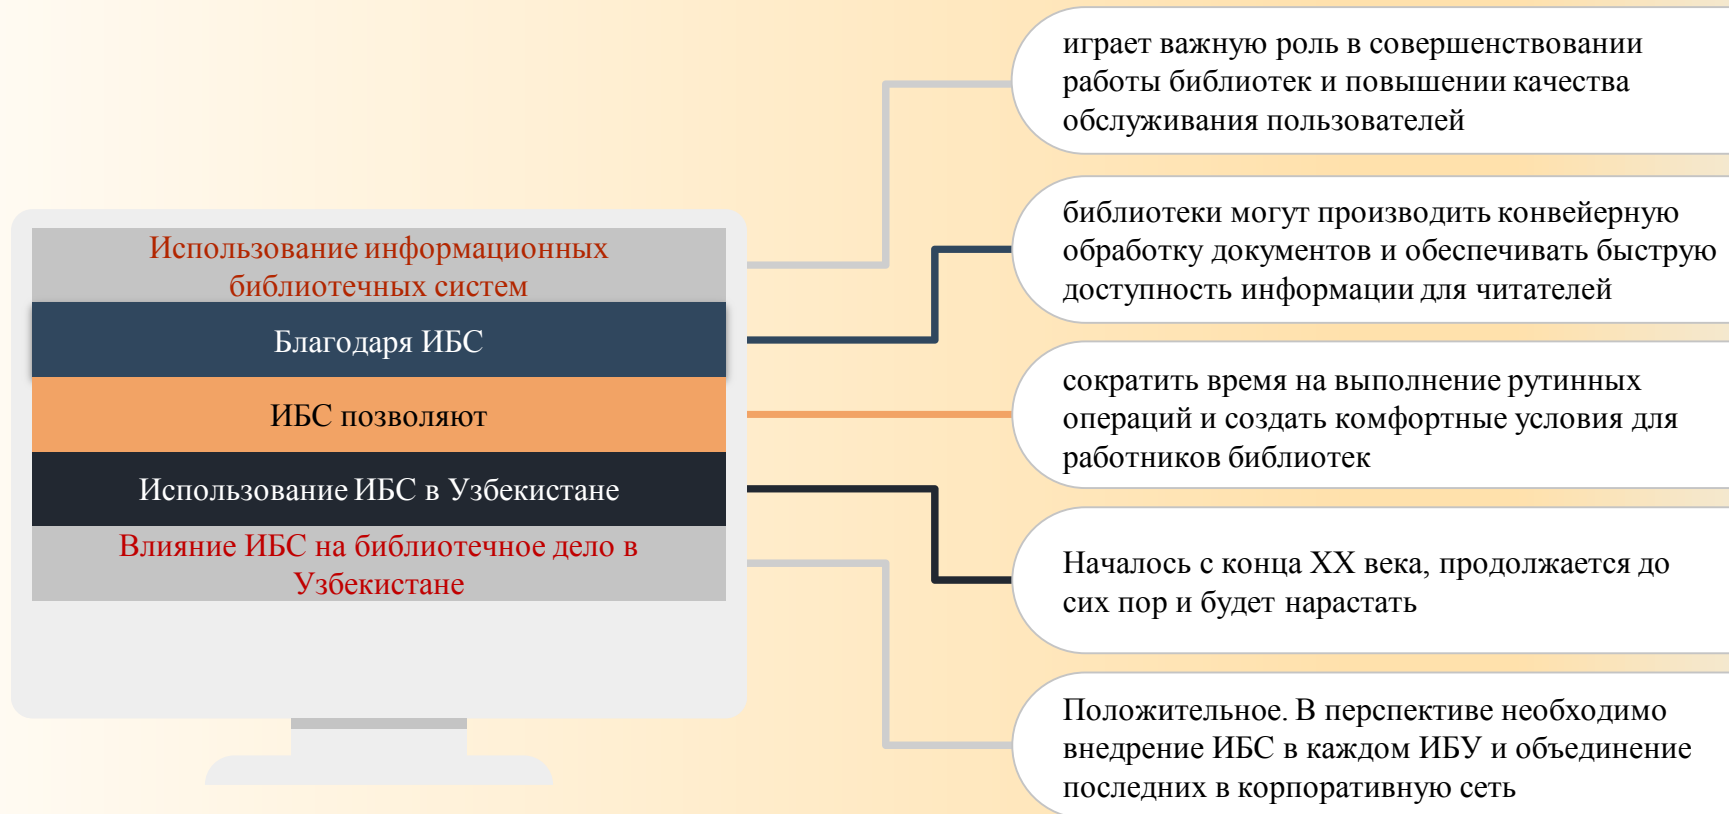 Использование информационных
библиотечных систем
Благодаря ИБС
ИБС позволяют
Использование ИБС в Узбекистане
Влияние ИБС на библиотечное дело в
Узбекистане
играет важную роль в совершенствовании
работы библиотек и повышении качества
обслуживания пользователей
библиотеки могут производить конвейерную
обработку документов и обеспечивать быструю
доступность информации для читателей
сократить время на выполнение рутинных
операций и создать комфортные условия для
работников библиотек
Началось с конца ХХ века, продолжается до
сих пор и будет нарастать
Положительное. В перспективе необходимо
внедрение ИБС в каждом ИБУ и объединение
последних в корпоративную сеть